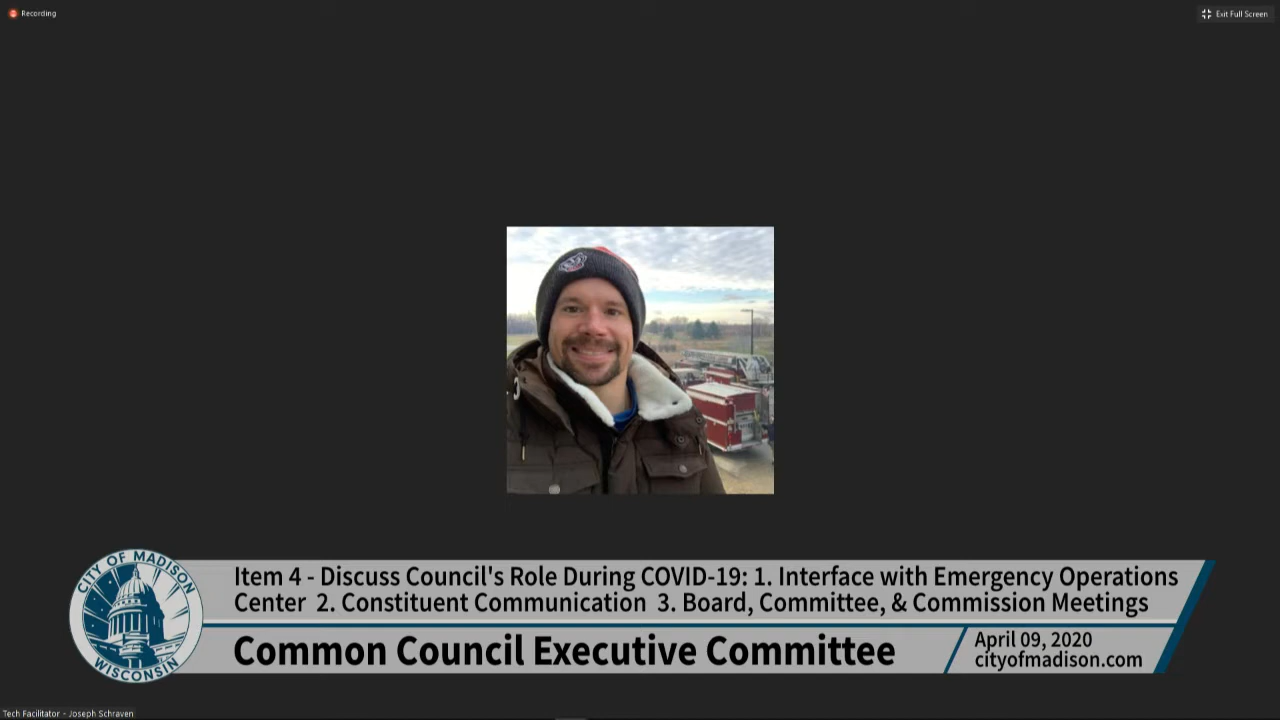 Recording
Exit Full Screen
Item 4 - Discuss Council's Role During COVID-19: 1. Interface with Emergency Operations
Center 2. Constituent Communication 3. Board, Committee, & Commission Meetings
Common Council Executive Committee
April 09, 2020
cityofmadison.com
CITY OF MADISON
WISCONSIN
Tech Facilitator - Joseph Schraven